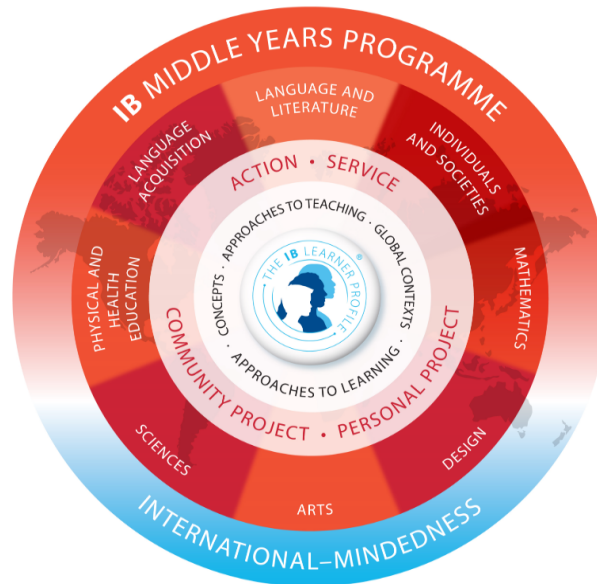 IB MIDDLE YEARS PROGRAMME
LANGUAGE AND
LITERATURE
INDIVIDUALS
AND SOCIETIES
MATHEMATICS
DESIGN
ARTS
SCIENCES
PHYSICAL AND
HEALTH
EDUCATION
LANGUAGE
ACQUISITION
ACTION • SERVICE
COMMUNITY PROJECT • PERSONAL PROJECT
APPROACHES TO TEACHING · GLOBAL CONTEXTS ·
APPROACHES TO LEARNING ·
CONCEPTS ·
THE IB LEARNER PROFILE ®
INTERNATIONAL–MINDEDNESS